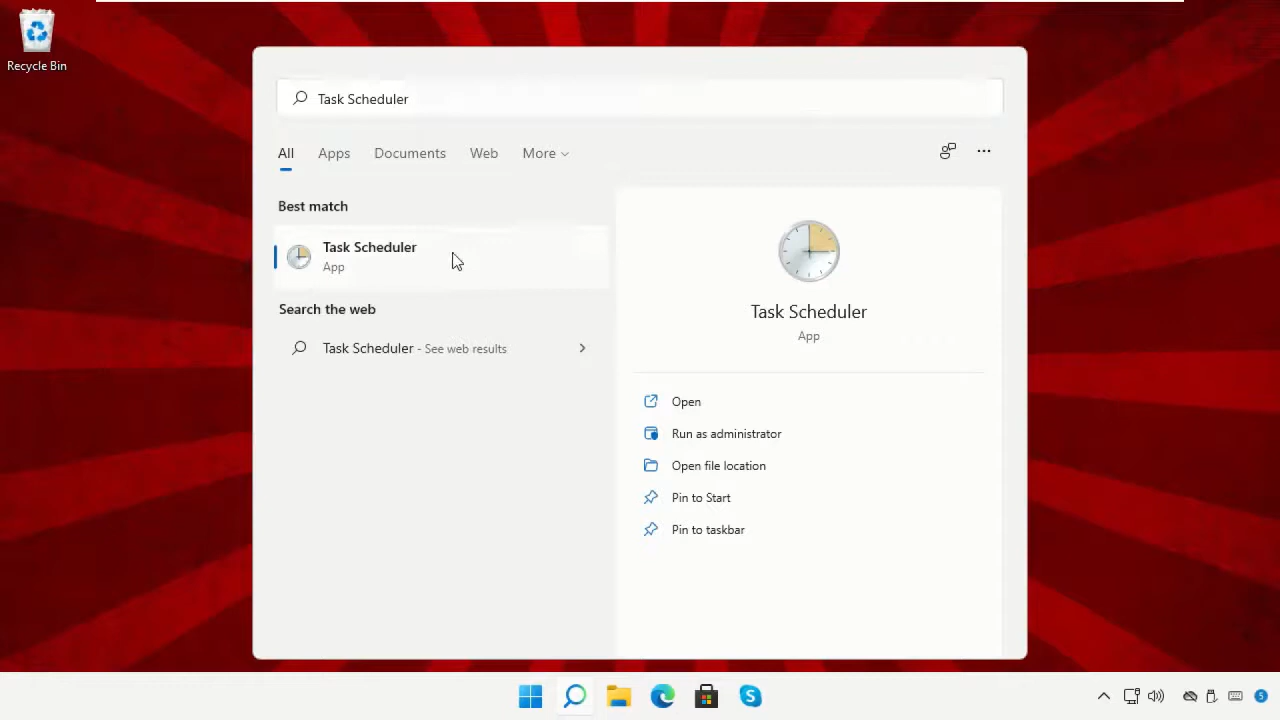 Recycle Bin
Task Scheduler
All Apps Documents Web More
Best match
Task Scheduler
App
Search the web
Task Scheduler - See web results
Task Scheduler
App
Open
Run as administrator
Open file location
Pin to Start
Pin to taskbar
5